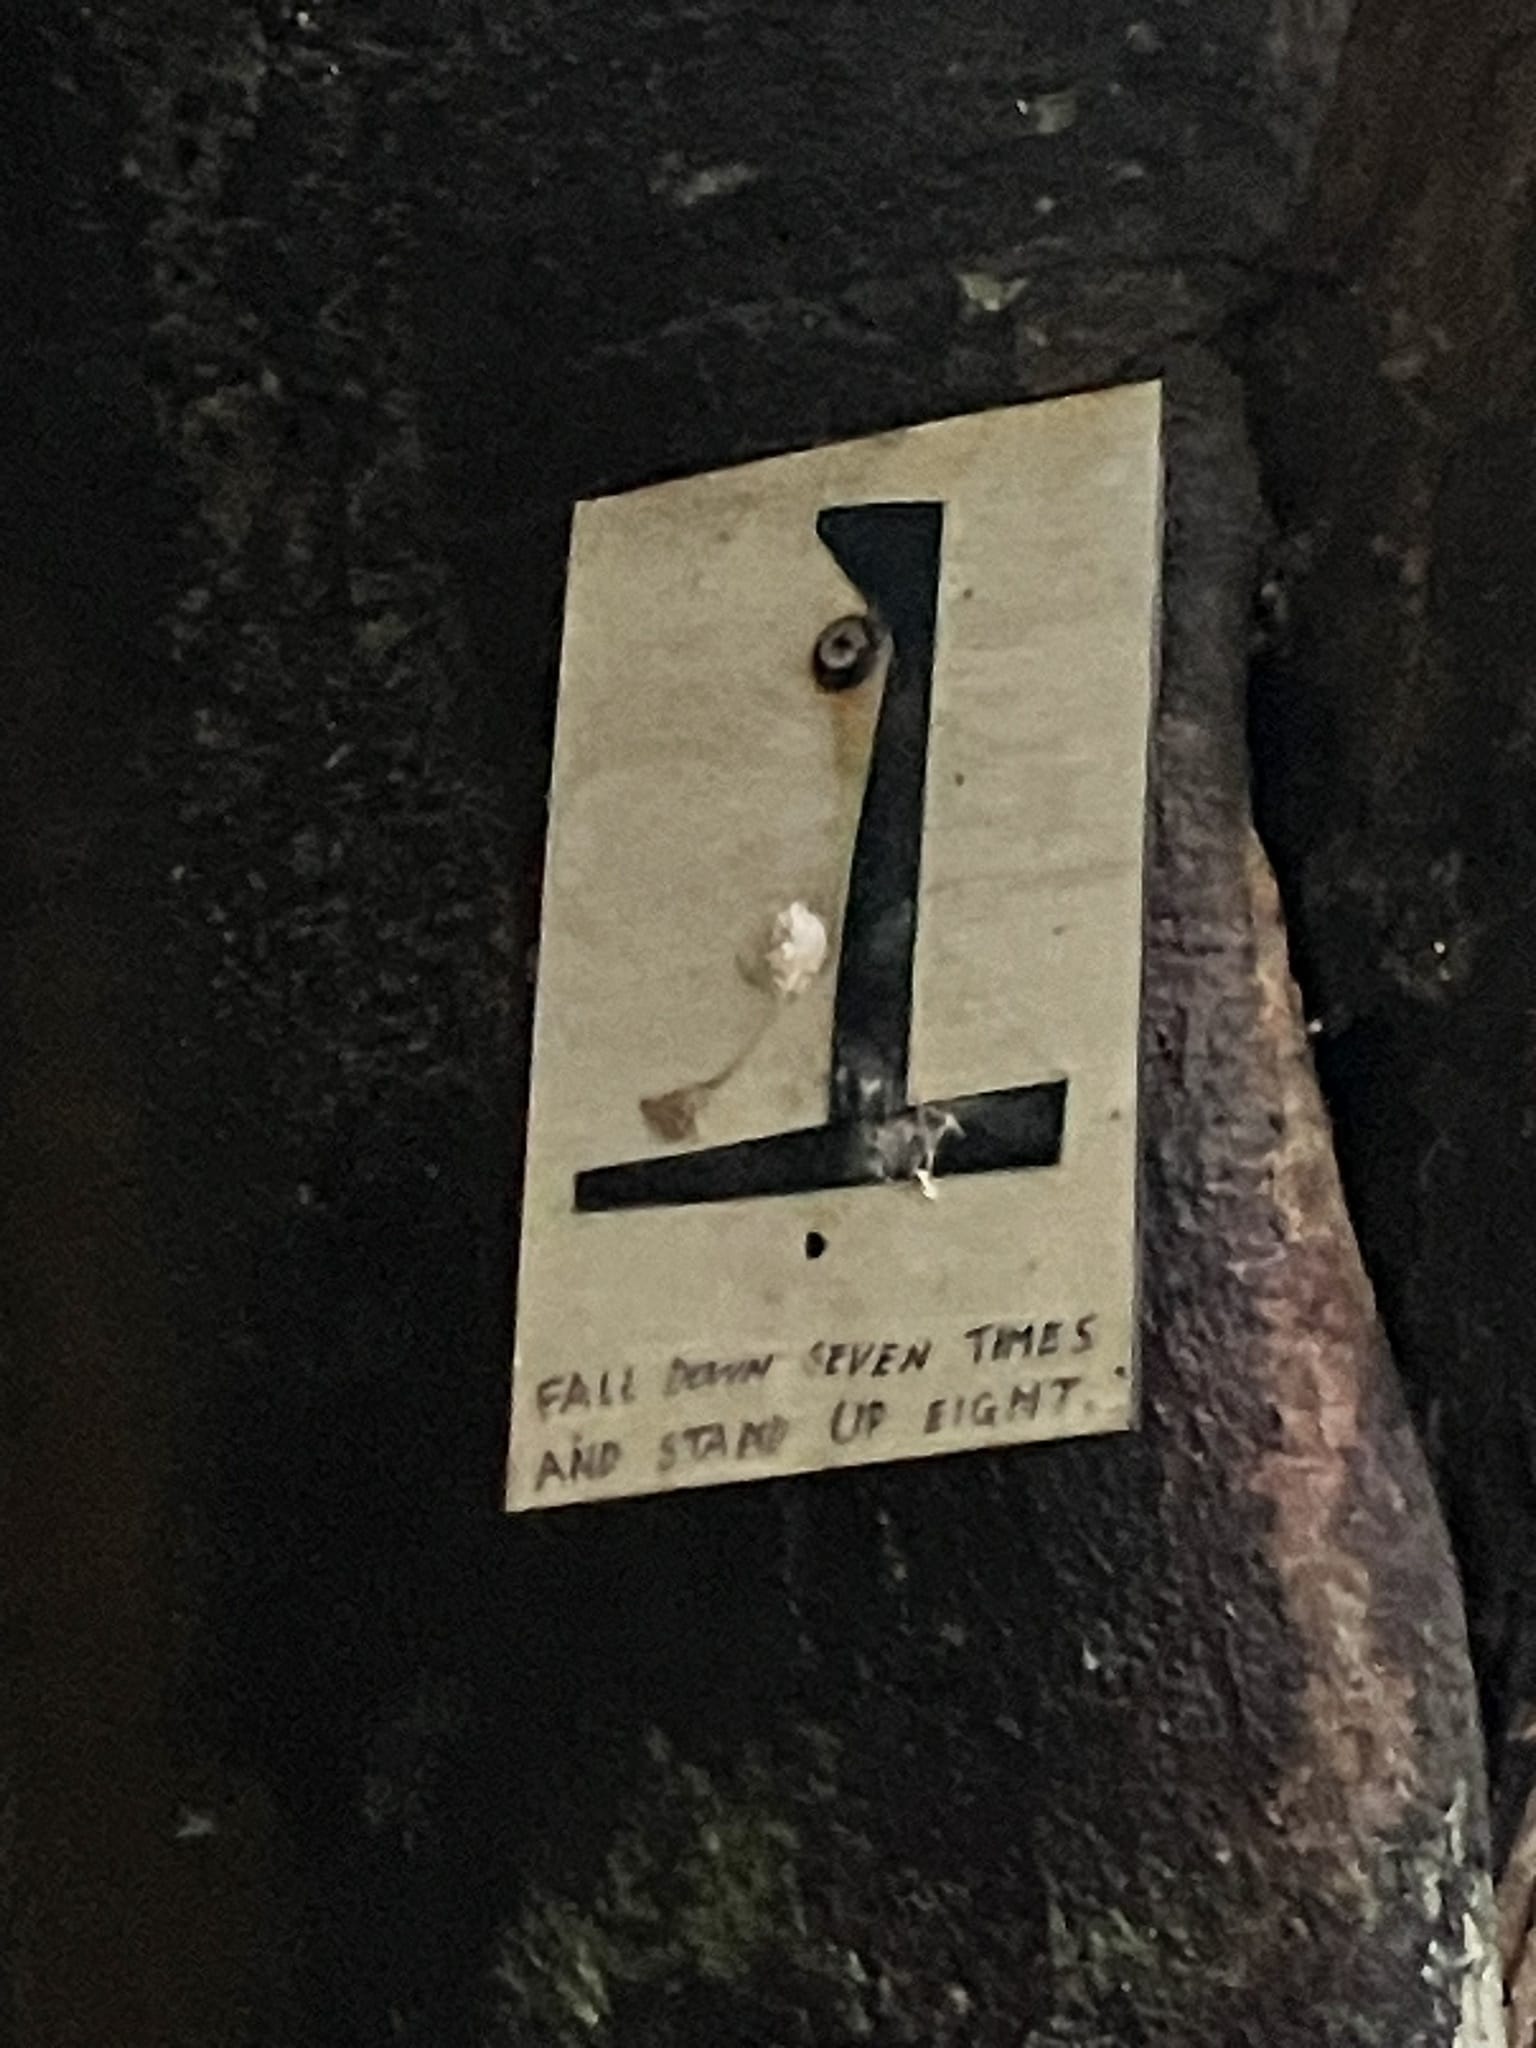 1
FALL DOWN SEVEN TIMES
AND STAND UP EIGHT.